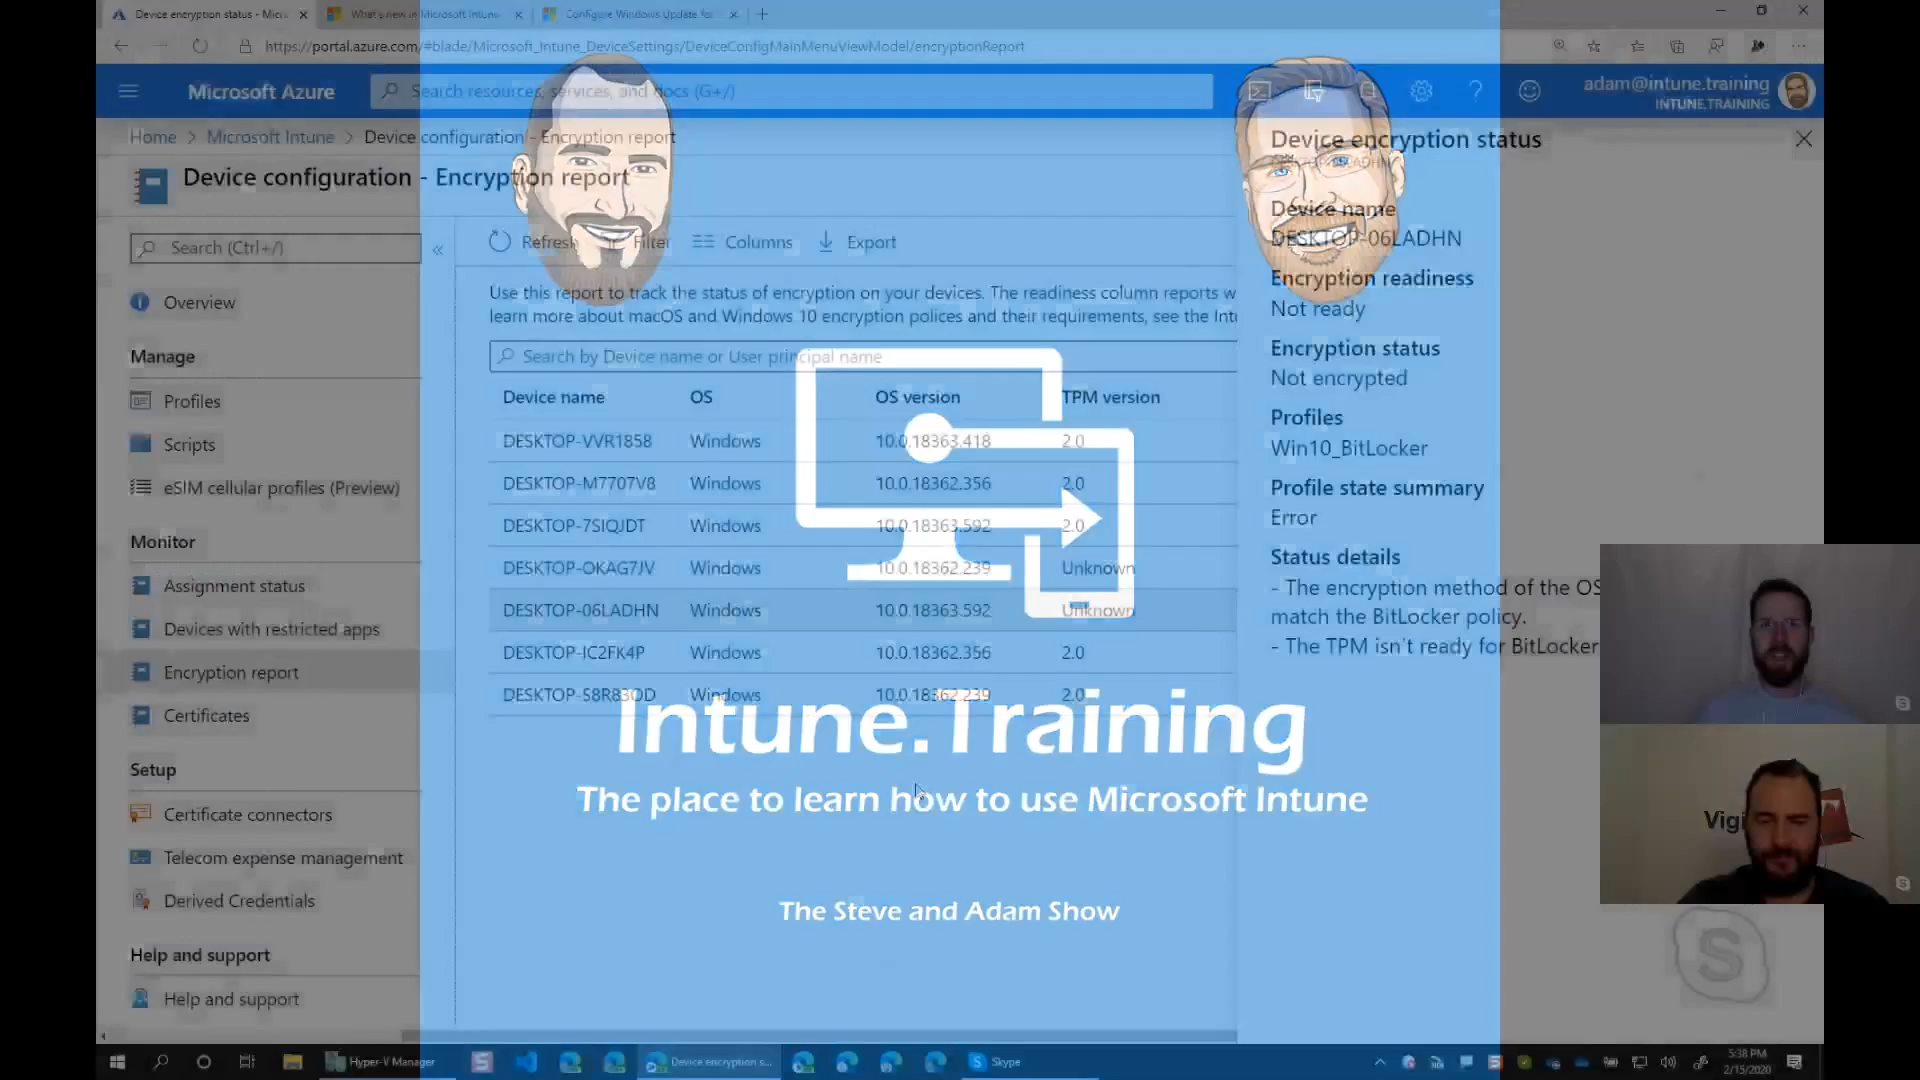 Device encryption status - Micr
What's new in Microsoft Intune
Configure Windows Update for
https://portal.azure.com/#blade/Microsoft_Intune_DeviceSettings/DeviceConfigMainMenuViewModel/encryptionReport
Microsoft Azure
Search resources, services, and docs (G+/)
adam@intune.training
INTUNE.TRAINING
Home > Microsoft Intune > Device configuration - Encryption report
Device configuration - Encryption report
Search (Ctrl+/)
«
Overview
Manage
Profiles
Scripts
eSIM cellular profiles (Preview)
Monitor
Assignment status
Devices with restricted apps
Encryption report
Certificates
Setup
Certificate connectors
Telecom expense management
Derived Credentials
Help and support
Help and support
Refresh Filter Columns Export
Use this report to track the status of encryption on your devices. The readiness column reports w
learn more about macOS and Windows 10 encryption polices and their requirements, see the Intu
Search by Device name or User principal name
Device name OS OS version TPM version
DESKTOP-VVR1858 Windows 10.0.18363.418 2.0
DESKTOP-M7707V8 Windows 10.0.18362.356 2.0
DESKTOP-7SIQJDT Windows 10.0.18363.592 2.0
DESKTOP-OKAG7JV Windows 10.0.18362.239 Unknown
DESKTOP-06LADHN Windows 10.0.18363.592 Unknown
DESKTOP-IC2FK4P Windows 10.0.18362.356 2.0
DESKTOP-S8R83QD Windows 10.0.18362.239 2.0
Device encryption status
Device name
DESKTOP-06LADHN
Encryption readiness
Not ready
Encryption status
Not encrypted
Profiles
Win10_BitLocker
Profile state summary
Error
Status details
- The encryption method of the OS
match the BitLocker policy.
- The TPM isn't ready for BitLocker
Intune.Training
The place to learn how to use Microsoft Intune
The Steve and Adam Show
Vigi
Hyper-V Manager
Device encryption s...
Skype
5:38 PM
2/15/2020